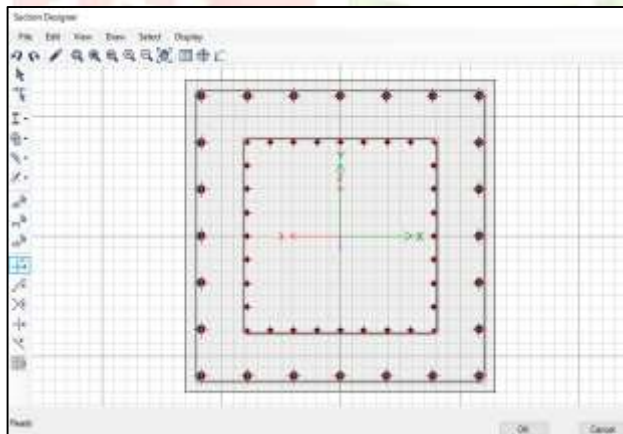 Section Designer
File Edit View Draw Select Display
Y
X
Ready
OK Cancel